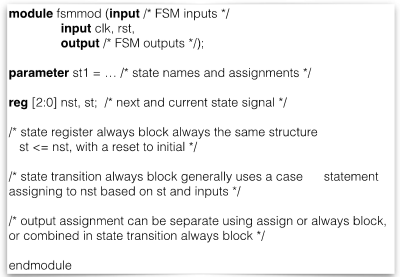 module fsmmod (input /* FSM inputs */
input clk, rst,
output /* FSM outputs */);
parameter st1 = … /* state names and assignments */
reg [2:0] nst, st; /* next and current state signal */
/* state register always block always the same structure
st <= nst, with a reset to initial */
/* state transition always block generally uses a case statement
assigning to nst based on st and inputs */
/* output assignment can be separate using assign or always block,
or combined in state transition always block */
endmodule